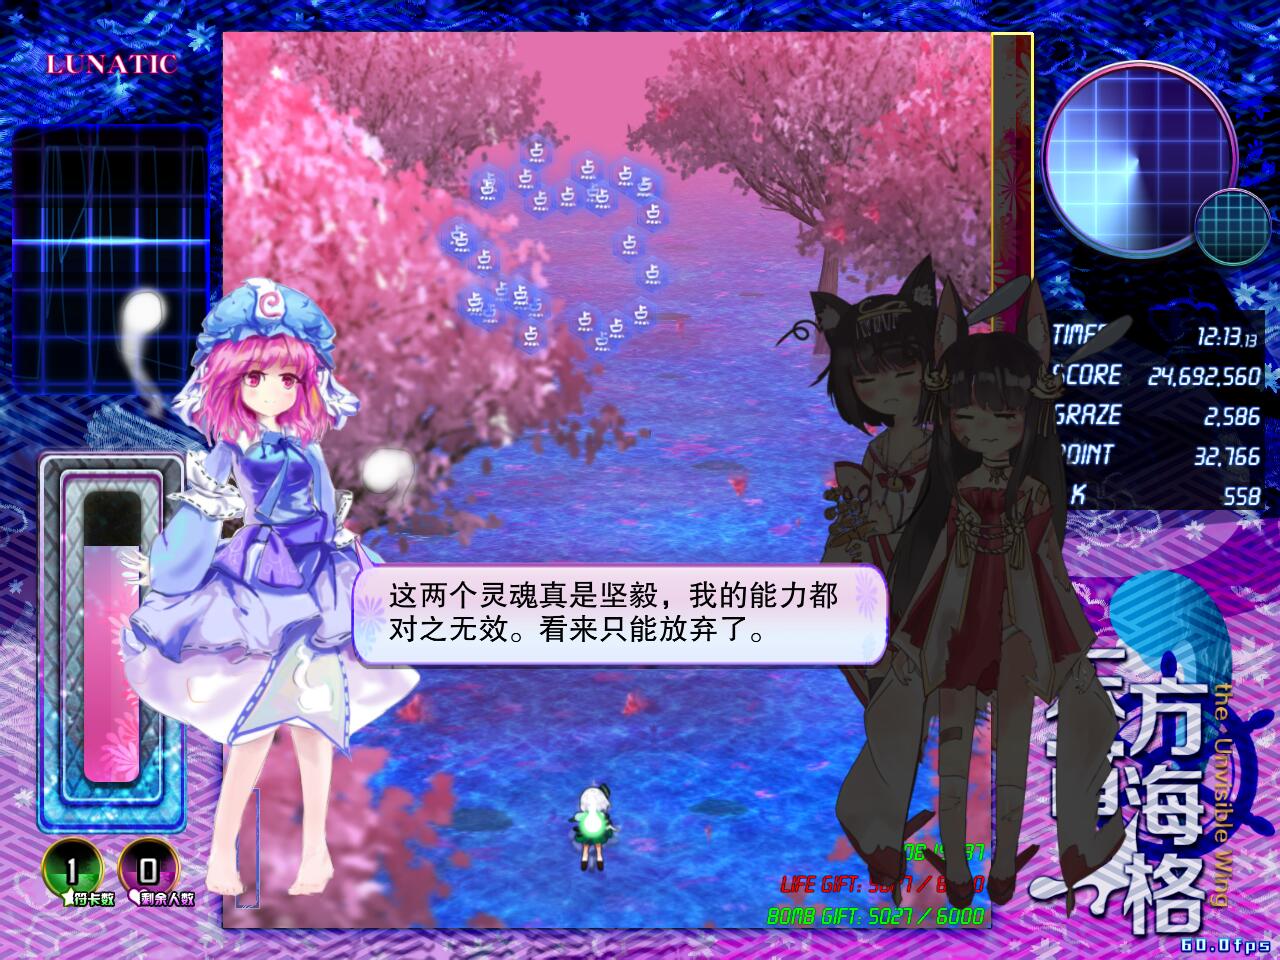 LUNATIC
TIME
12:13.13
SCORE
24,692,560
GRAZE
2,586
POINT
32,766
K
558
这两个灵魂真是坚毅，我的能力都
对之无效。看来只能放弃了。
1
符卡数
0
剩余人数
LIFE GIFT:
BOMB GIFT: 5027 / 6000
方海格
the Unvisible Wing
60.0fps